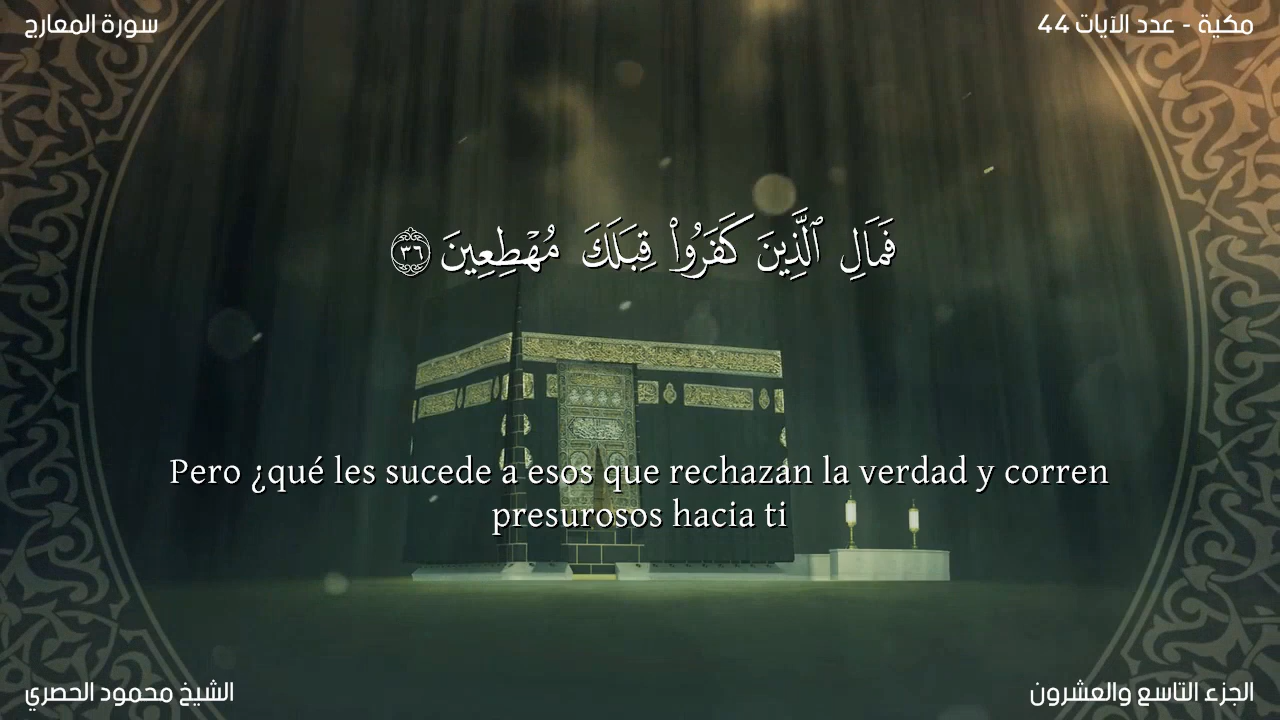 سورة المعارج
مكية - عدد الآيات 44
فَمَالِ ٱلَّذِينَ كَفَرُوا۟ قِبَلَكَ مُهْطِعِينَ ٣٦
Pero ¿qué les sucede a esos que rechazan la verdad y corren
presurosos hacia ti
الشيخ محمود الحصري
الجزء التاسع والعشرون